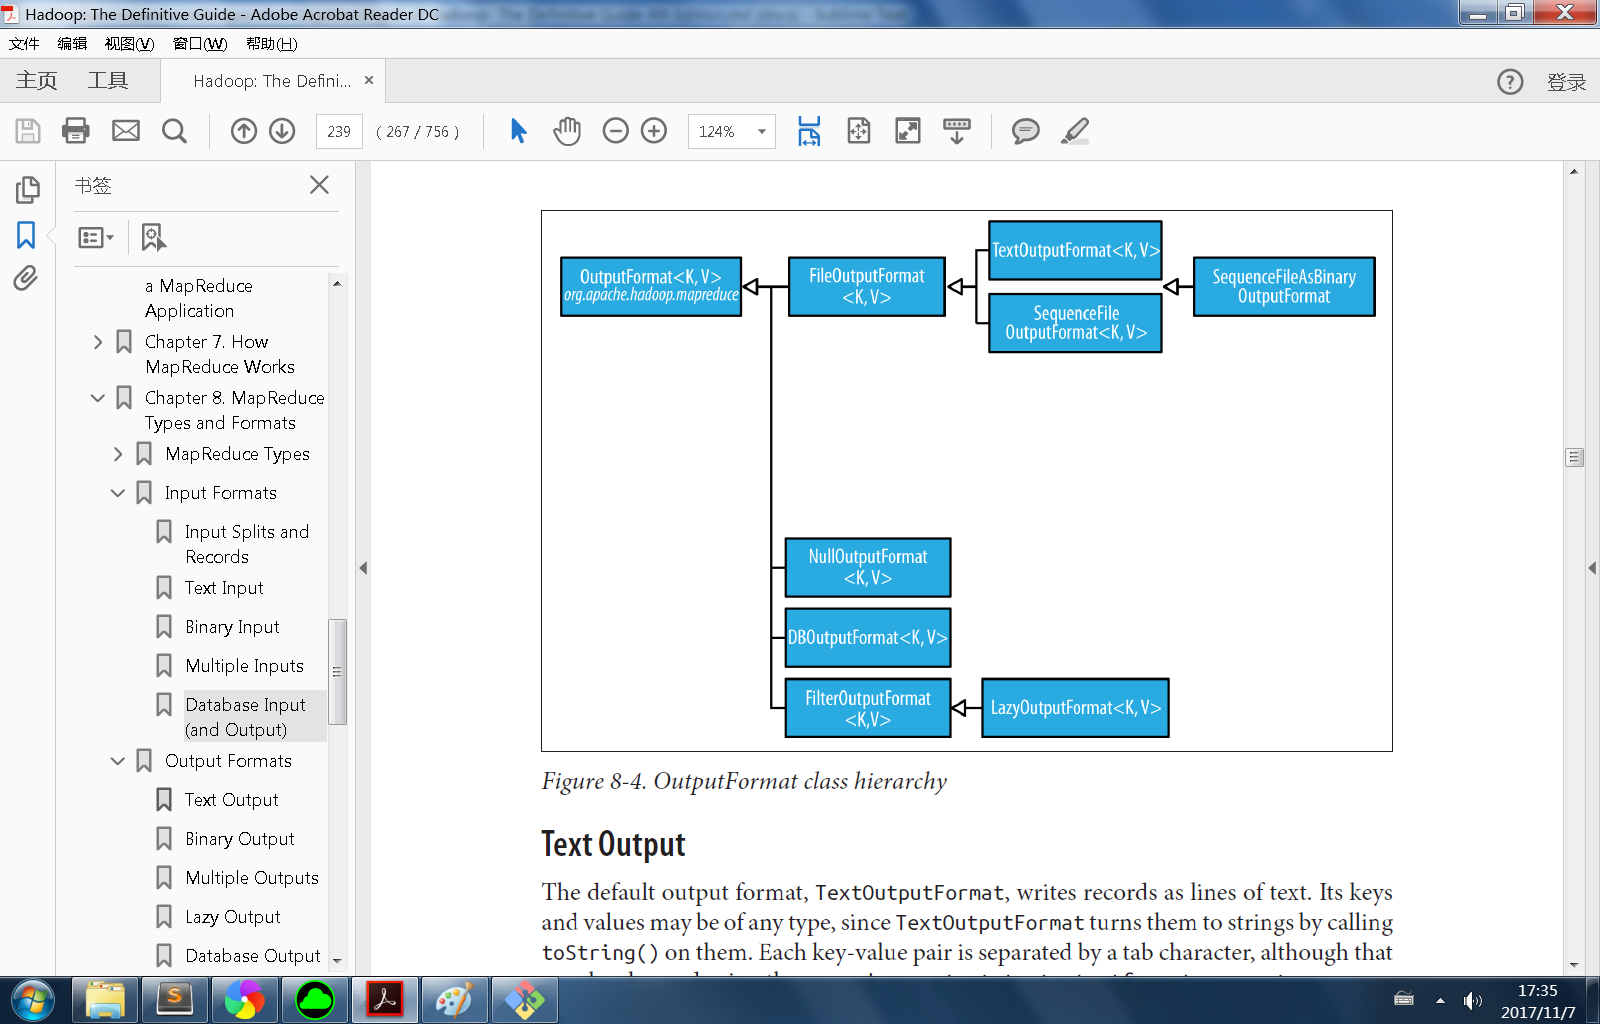 Hadoop: The Definitive Guide - Adobe Acrobat Reader DC
文件 编辑 视图(V) 窗口(W) 帮助(H)
主页 工具 Hadoop: The Defini... × ? 登录
239 ( 267 / 756 ) 124%
书签
a MapReduce
Application
Chapter 7. How
MapReduce Works
Chapter 8. MapReduce
Types and Formats
MapReduce Types
Input Formats
Input Splits and
Records
Text Input
Binary Input
Multiple Inputs
Database Input
(and Output)
Output Formats
Text Output
Binary Output
Multiple Outputs
Lazy Output
Database Output
OutputFormat<K, V>
org.apache.hadoop.mapreduce
FileOutputFormat
<K, V>
TextOutputFormat<K, V>
SequenceFile
OutputFormat<K, V>
SequenceFileAsBinary
OutputFormat
NullOutputFormat
<K, V>
DBOutputFormat<K, V>
FilterOutputFormat
<K,V>
LazyOutputFormat<K, V>
Figure 8-4. OutputFormat class hierarchy
Text Output
The default output format, TextOutputFormat, writes records as lines of text. Its keys
and values may be of any type, since TextOutputFormat turns them to strings by calling
toString() on them. Each key-value pair is separated by a tab character, although that
17:35
2017/11/7